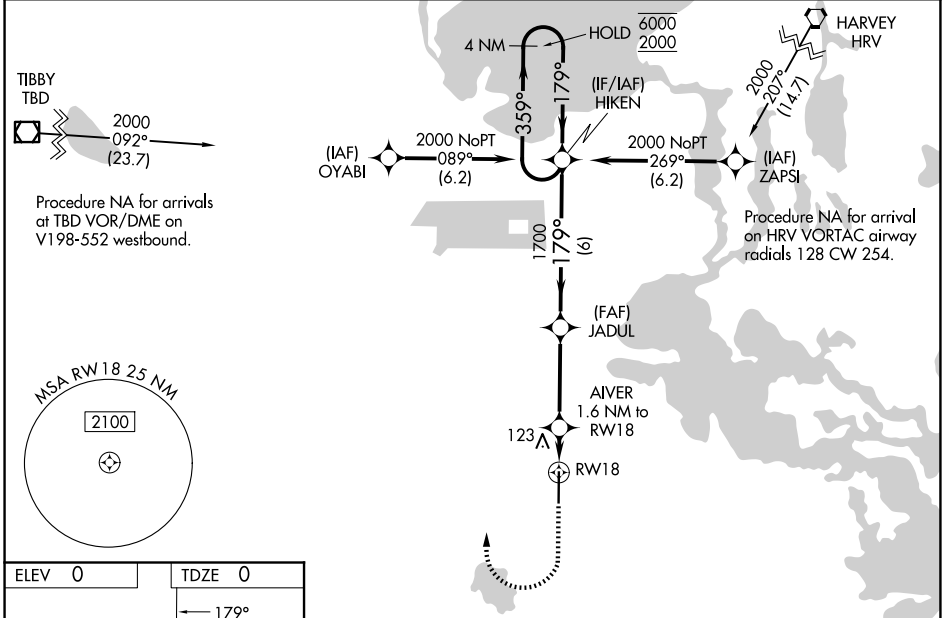 TIBBY
TBD
2000
092°
(23.7)
Procedure NA for arrivals
at TBD VOR/DME on
V198-552 westbound.
4 NM
HOLD
6000
2000
359°
179°
(IF/IAF)
HIKEN
HARVEY
HRV
2000
207°
(14.7)
(IAF)
OYABI
2000 NoPT
089°
(6.2)
2000 NoPT
269°
(6.2)
(IAF)
ZAPSI
Procedure NA for arrival
on HRV VORTAC airway
radials 128 CW 254.
1700
179°
(6)
(FAF)
JADUL
AIVER
1.6 NM to
RW18
123
RW18
MSA RW18 25 NM
2100
ELEV 0
TDZE 0
179°